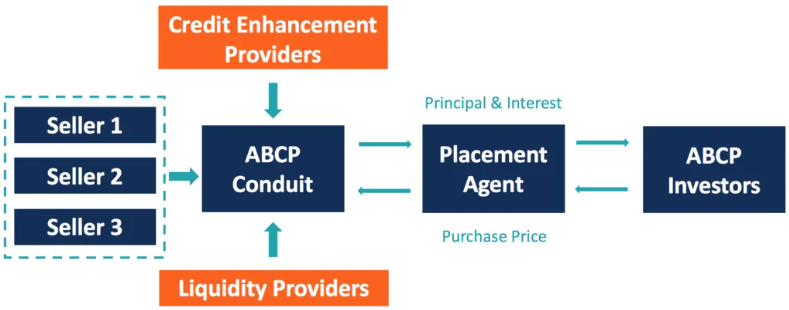 Credit Enhancement
Providers
Seller 1
Seller 2
Seller 3
ABCP
Conduit
Principal & Interest
Placement
Agent
Purchase Price
ABCP
Investors
Liquidity Providers